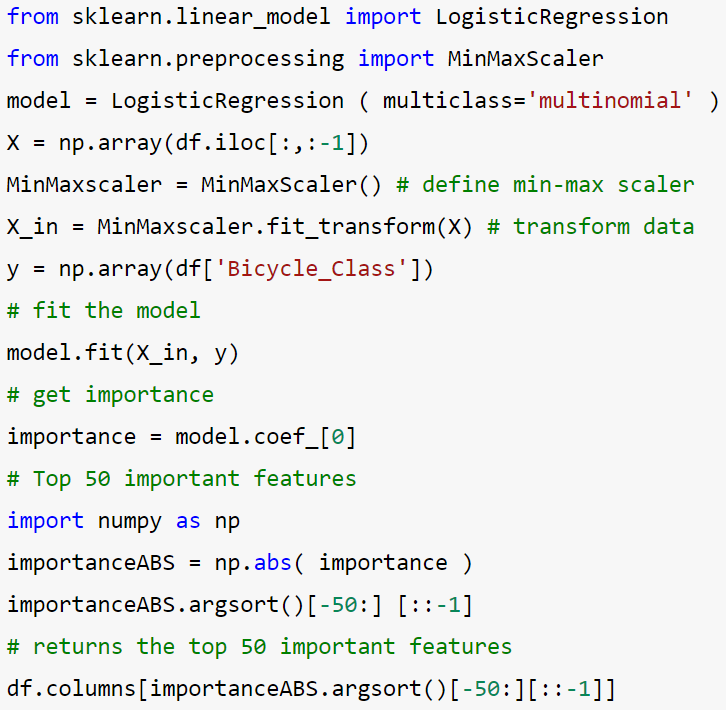 from sklearn.linear_model import LogisticRegression
from sklearn.preprocessing import MinMaxScaler
model = LogisticRegression ( multiclass='multinomial' )
X = np.array(df.iloc[:,:-1])
MinMaxscaler = MinMaxScaler() # define min-max scaler
X_in = MinMaxscaler.fit_transform(X) # transform data
y = np.array(df['Bicycle_Class'])
# fit the model
model.fit(X_in, y)
# get importance
importance = model.coef_[0]
# Top 50 important features
import numpy as np
importanceABS = np.abs( importance )
importanceABS.argsort()[-50:] [::-1]
# returns the top 50 important features
df.columns[importanceABS.argsort()[-50:][::-1]]